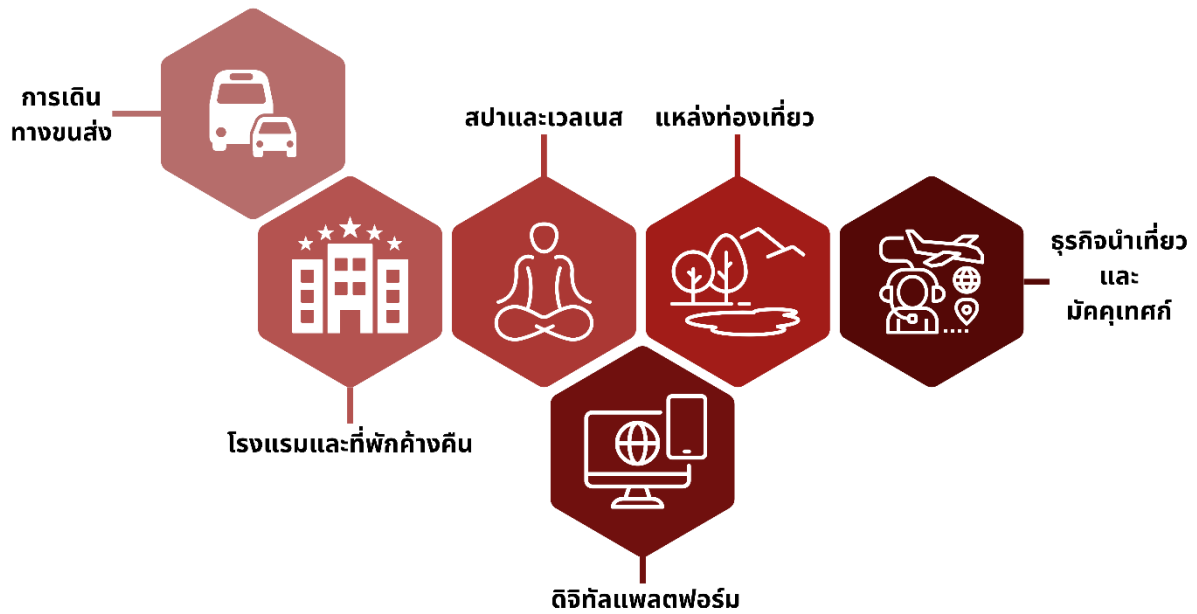 การเดิน
ทางขนส่ง
สปาและเวลเนส
แหล่งท่องเที่ยว
ธุรกิจนำเที่ยว
และ
มัคคุเทศก์
โรงแรมและที่พักค้างคืน
ดิจิทัลแพลตฟอร์ม